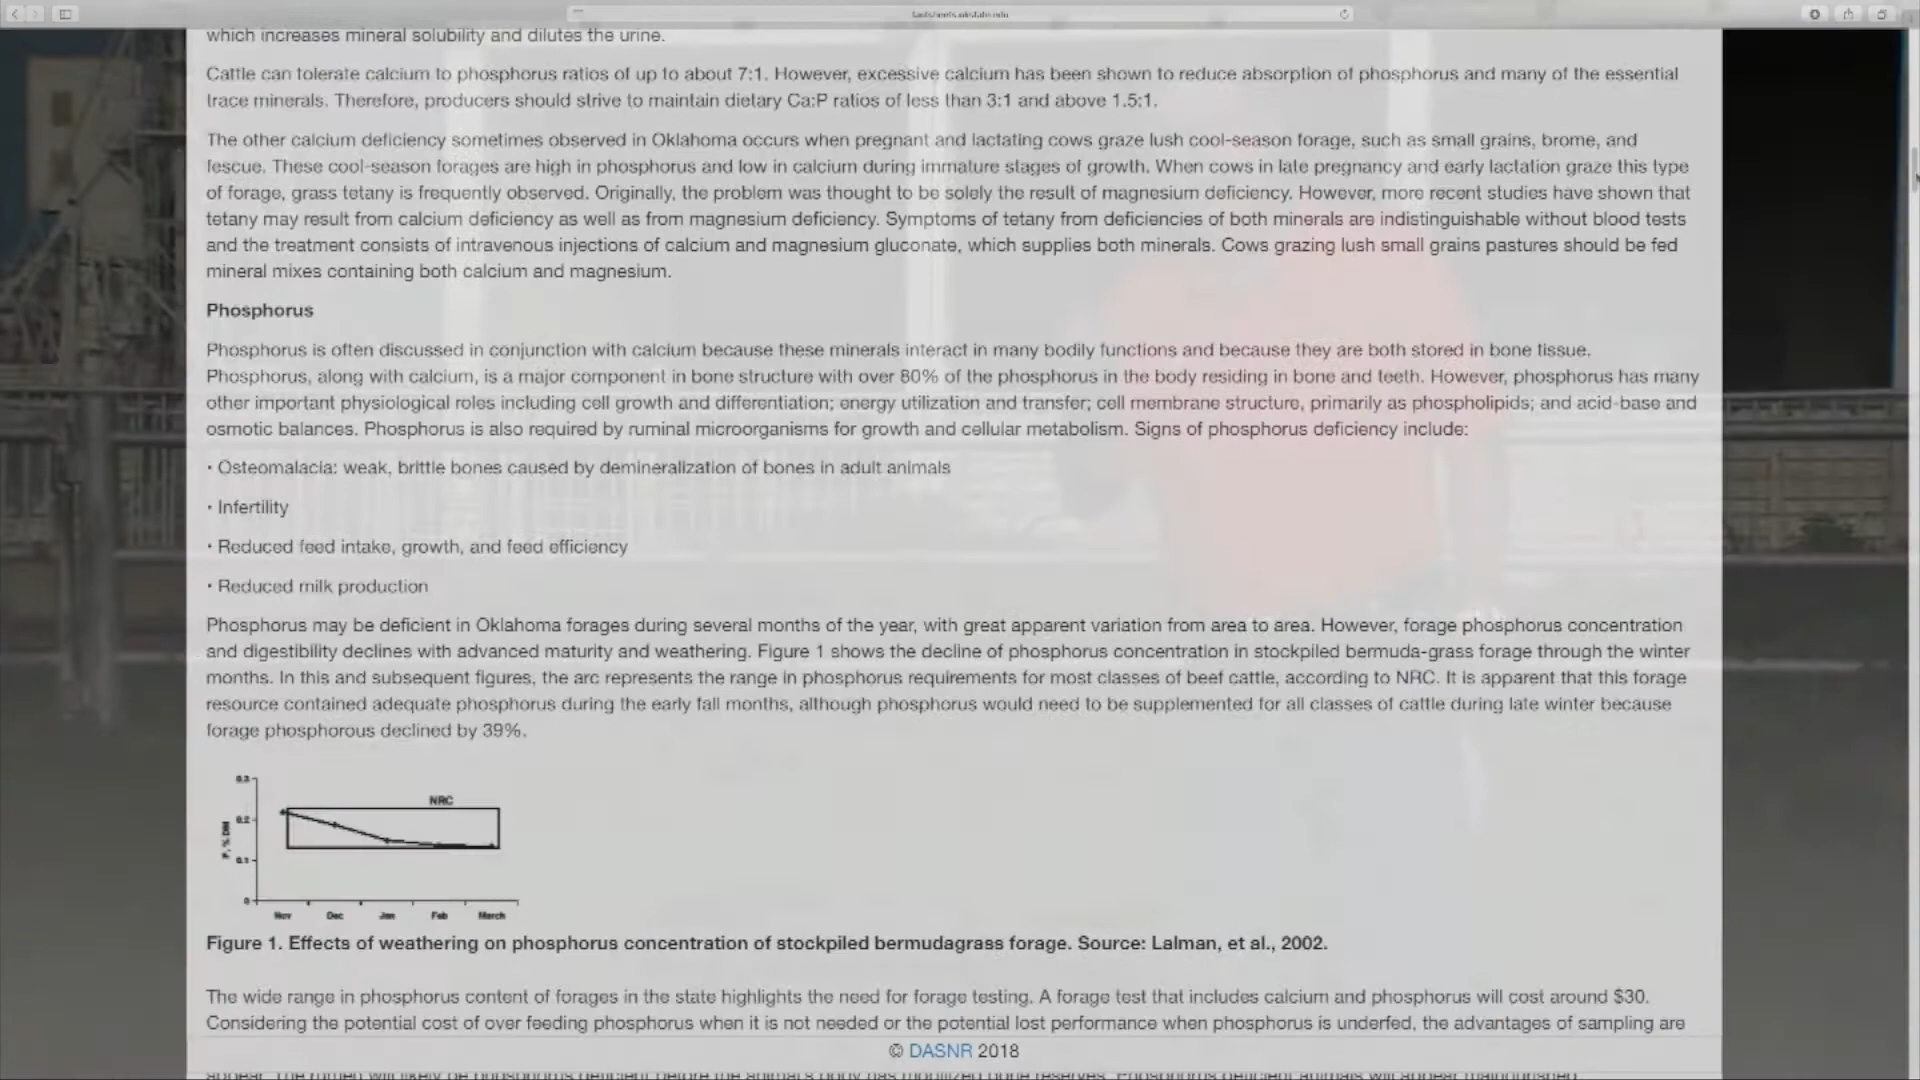 which increases mineral solubility and dilutes the urine.
Cattle can tolerate calcium to phosphorus ratios of up to about 7:1. However, excessive calcium has been shown to reduce absorption of phosphorus and many of the essential
trace minerals. Therefore, producers should strive to maintain dietary Ca:P ratios of less than 3:1 and above 1.5:1.
The other calcium deficiency sometimes observed in Oklahoma occurs when pregnant and lactating cows graze lush cool-season forage, such as small grains, brome, and
fescue. These cool-season forages are high in phosphorus and low in calcium during immature stages of growth. When cows in late pregnancy and early lactation graze this type
of forage, grass tetany is frequently observed. Originally, the problem was thought to be solely the result of magnesium deficiency. However, more recent studies have shown that
tetany may result from calcium deficiency as well as from magnesium deficiency. Symptoms of tetany from deficiencies of both minerals are indistinguishable without blood tests
and the treatment consists of intravenous injections of calcium and magnesium gluconate, which supplies both minerals. Cows grazing lush small grains pastures should be fed
mineral mixes containing both calcium and magnesium.
Phosphorus
Phosphorus is often discussed in conjunction with calcium because these minerals interact in many bodily functions and because they are both stored in bone tissue.
Phosphorus, along with calcium, is a major component in bone structure with over 80% of the phosphorus in the body residing in bone and teeth. However, phosphorus has many
other important physiological roles including cell growth and differentiation; energy utilization and transfer; cell membrane structure, primarily as phospholipids; and acid-base and
osmotic balances. Phosphorus is also required by ruminal microorganisms for growth and cellular metabolism. Signs of phosphorus deficiency include:
• Osteomalacia: weak, brittle bones caused by demineralization of bones in adult animals
• Infertility
• Reduced feed intake, growth, and feed efficiency
• Reduced milk production
Phosphorus may be deficient in Oklahoma forages during several months of the year, with great apparent variation from area to area. However, forage phosphorus concentration
and digestibility declines with advanced maturity and weathering. Figure 1 shows the decline of phosphorus concentration in stockpiled bermuda-grass forage through the winter
months. In this and subsequent figures, the arc represents the range in phosphorus requirements for most classes of beef cattle, according to NRC. It is apparent that this forage
resource contained adequate phosphorus during the early fall months, although phosphorus would need to be supplemented for all classes of cattle during late winter because
forage phosphorous declined by 39%.
0.3
NRC
0.2
P, % DM
0.1
0
Nov Dec Jan Feb March
Figure 1. Effects of weathering on phosphorus concentration of stockpiled bermudagrass forage. Source: Lalman, et al., 2002.
The wide range in phosphorus content of forages in the state highlights the need for forage testing. A forage test that includes calcium and phosphorus will cost around $30.
Considering the potential cost of over feeding phosphorus when it is not needed or the potential lost performance when phosphorus is underfed, the advantages of sampling are
© DASNR 2018